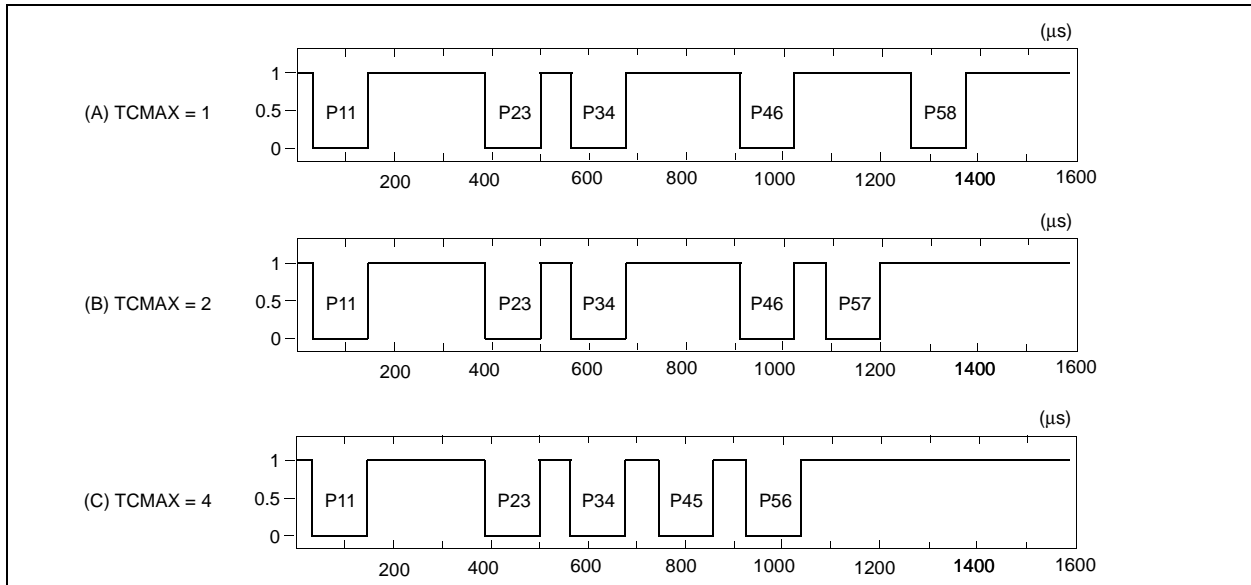 (µs)
(A) TCMAX = 1
1
0.5
0
P11 P23 P34 P46 P58
200 400 600 800 1000 1200 1400 1600
(µs)
(B) TCMAX = 2
1
0.5
0
P11 P23 P34 P46 P57
200 400 600 800 1000 1200 1400 1600
(µs)
(C) TCMAX = 4
1
0.5
0
P11 P23 P34 P45 P56
200 400 600 800 1000 1200 1400 1600